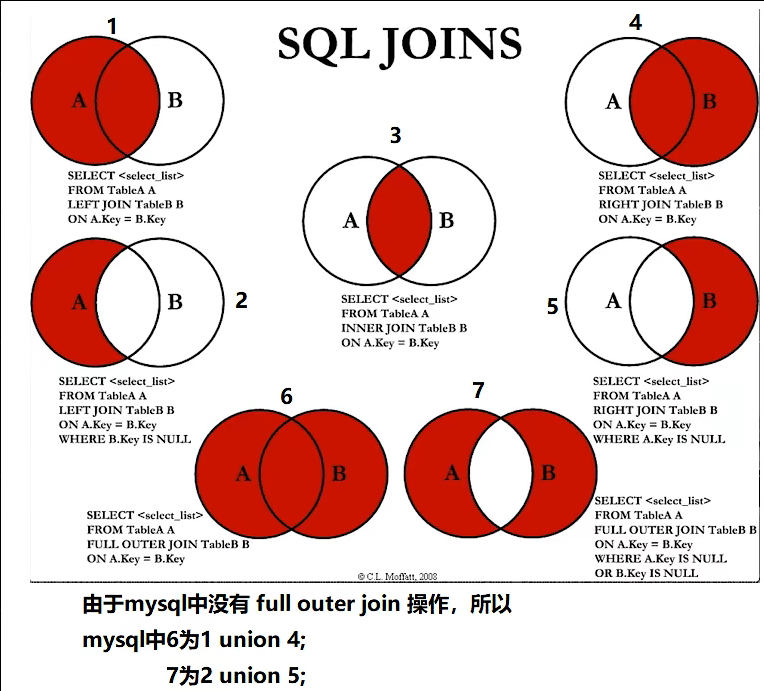 SQL JOINS
1
A
B
SELECT <select_list>
FROM TableA A
LEFT JOIN TableB B
ON A.Key = B.Key
2
A
B
SELECT <select_list>
FROM TableA A
LEFT JOIN TableB B
ON A.Key = B.Key
WHERE B.Key IS NULL
3
A
B
SELECT <select_list>
FROM TableA A
INNER JOIN TableB B
ON A.Key = B.Key
4
A
B
SELECT <select_list>
FROM TableA A
RIGHT JOIN TableB B
ON A.Key = B.Key
5
A
B
SELECT <select_list>
FROM TableA A
RIGHT JOIN TableB B
ON A.Key = B.Key
WHERE A.Key IS NULL
6
A
B
SELECT <select_list>
FROM TableA A
FULL OUTER JOIN TableB B
ON A.Key = B.Key
7
A
B
SELECT <select_list>
FROM TableA A
FULL OUTER JOIN TableB B
ON A.Key = B.Key
WHERE A.Key IS NULL
OR B.Key IS NULL
© C.L. Moffatt, 2008
由于mysql中没有 full outer join 操作，所以
mysql中6为1 union 4;
7为2 union 5;